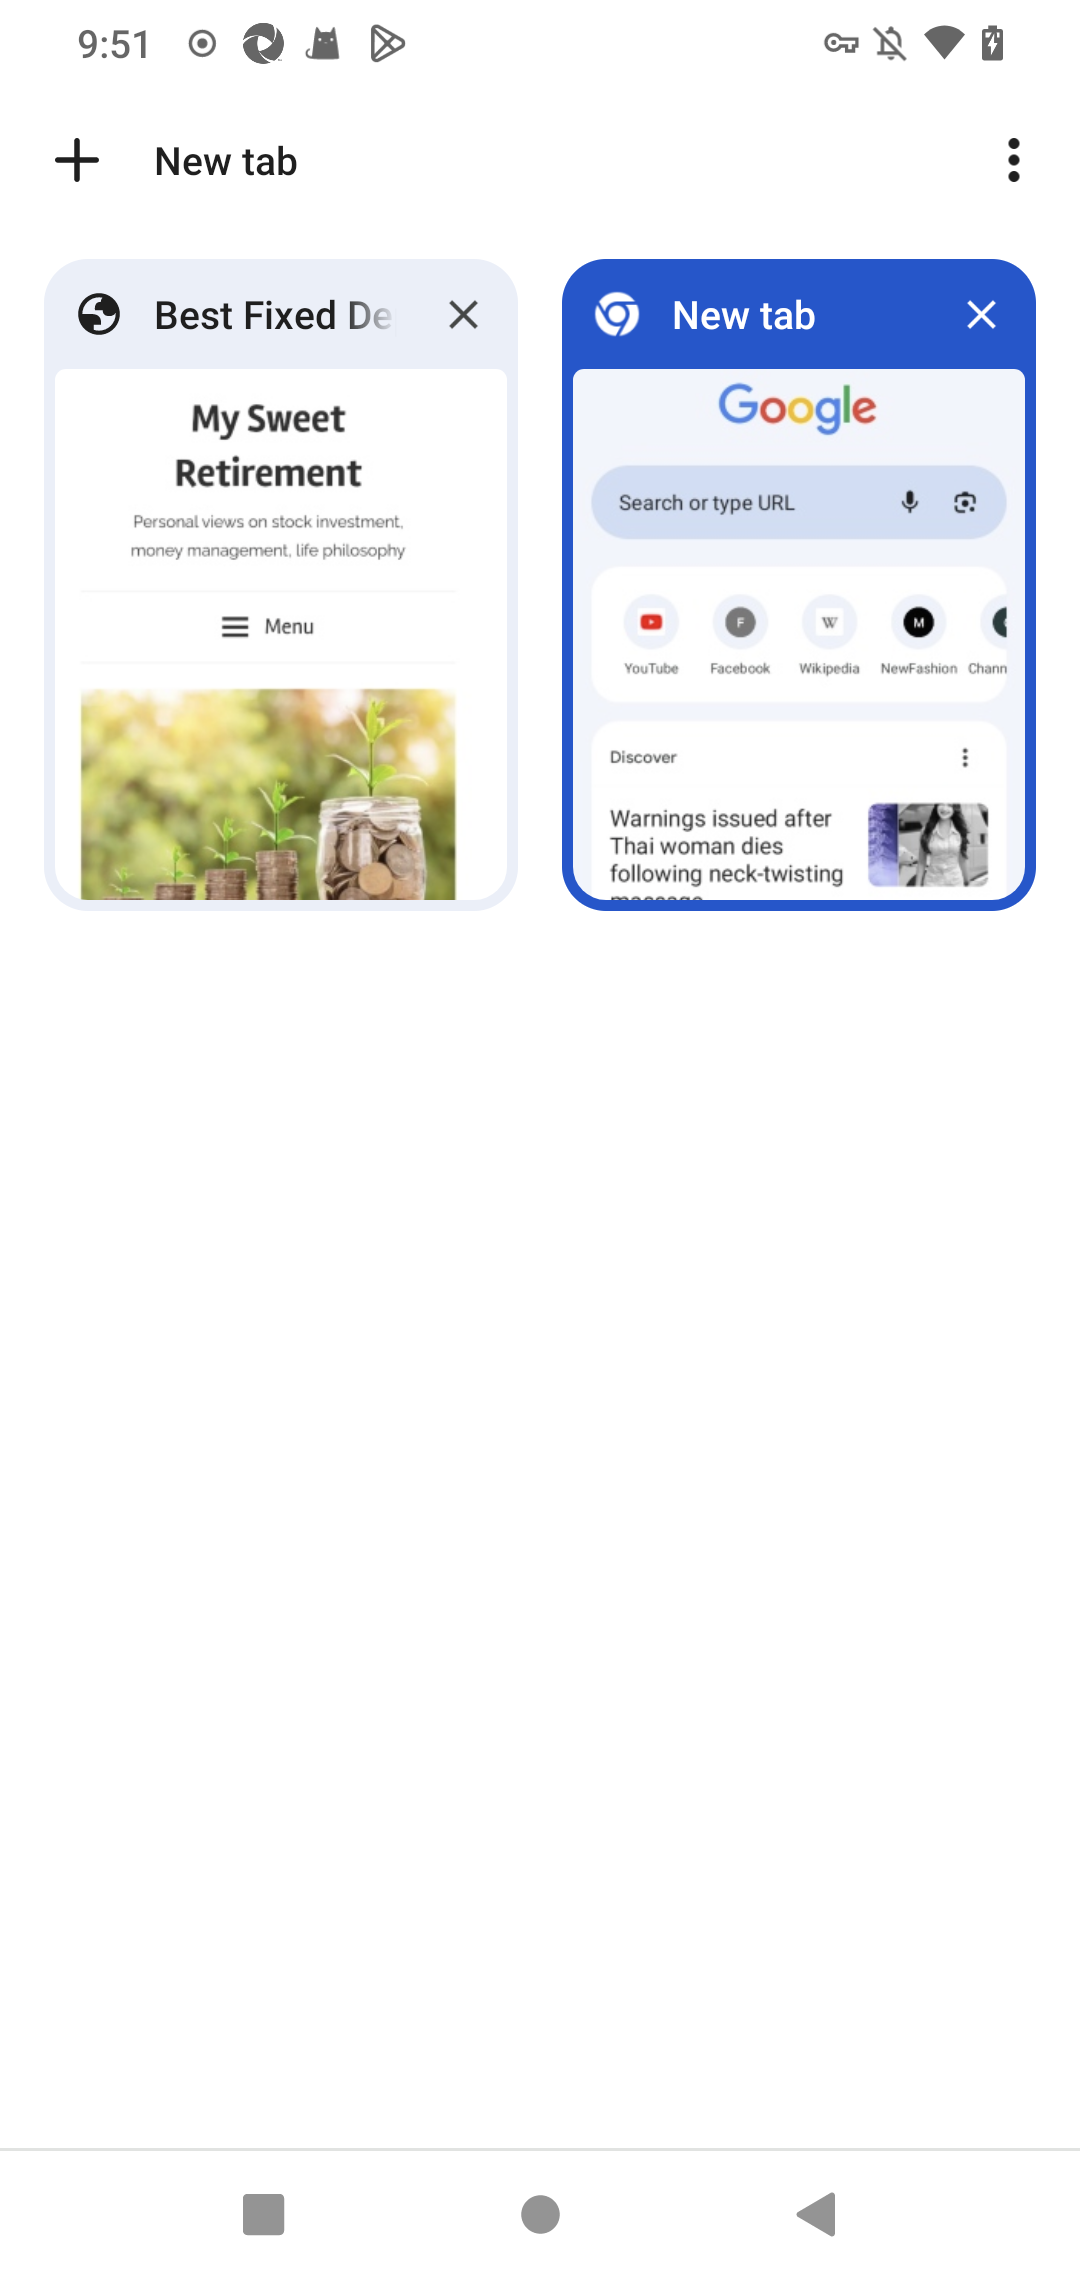 9:51
New tab
Best Fixed De
New tab
My Sweet
Retirement
Personal views on stock investment,
money management, life philosophy
Menu
Google
Search or type URL
F
W
M
YouTube
Facebook
Wikipedia
NewFashion
Chann
Discover
Warnings issued after
Thai woman dies
following neck-twisting